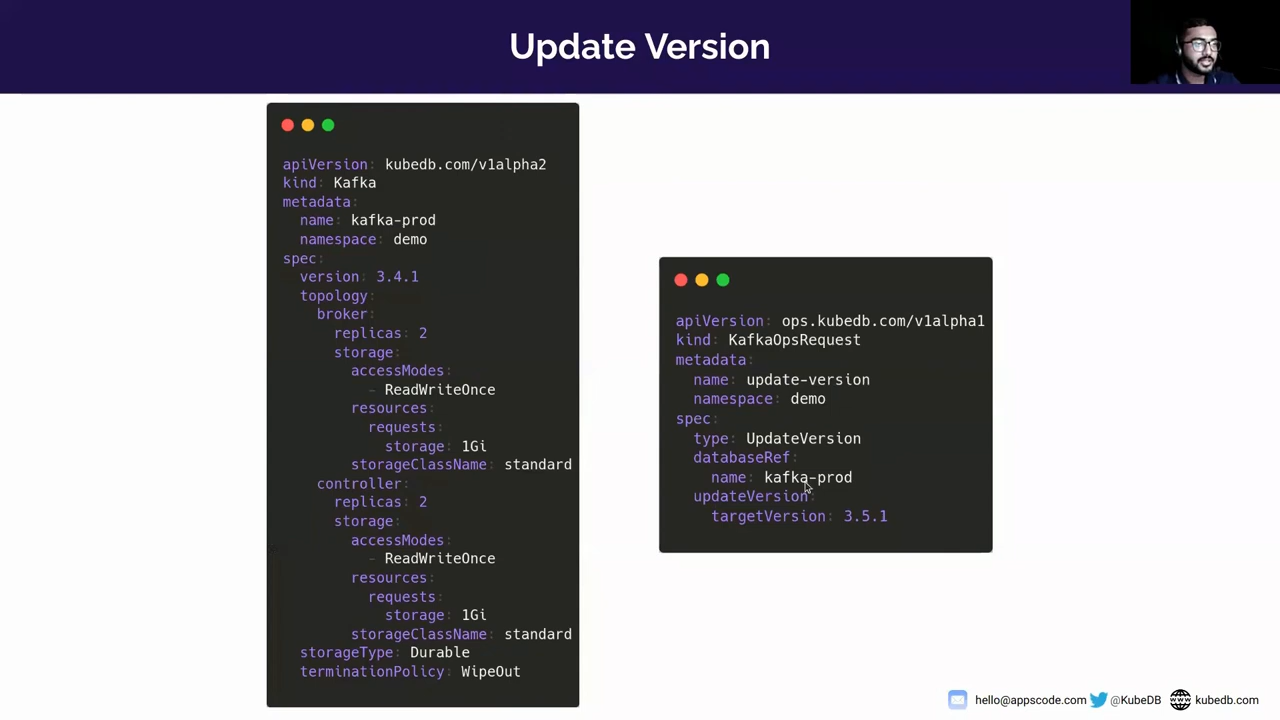 Update Version
apiVersion: kubedb.com/v1alpha2
kind: Kafka
metadata:
  name: kafka-prod
  namespace: demo
spec:
  version: 3.4.1
  topology:
    broker:
      replicas: 2
      storage:
        accessModes:
          - ReadWriteOnce
        resources:
          requests:
            storage: 1Gi
        storageClassName: standard
    controller:
      replicas: 2
      storage:
        accessModes:
          - ReadWriteOnce
        resources:
          requests:
            storage: 1Gi
        storageClassName: standard
  storageType: Durable
  terminationPolicy: WipeOut
apiVersion: ops.kubedb.com/v1alpha1
kind: KafkaOpsRequest
metadata:
  name: update-version
  namespace: demo
spec:
  type: UpdateVersion
  databaseRef:
    name: kafka-prod
  updateVersion:
    targetVersion: 3.5.1
hello@appscode.com @KubeDB kubedb.com